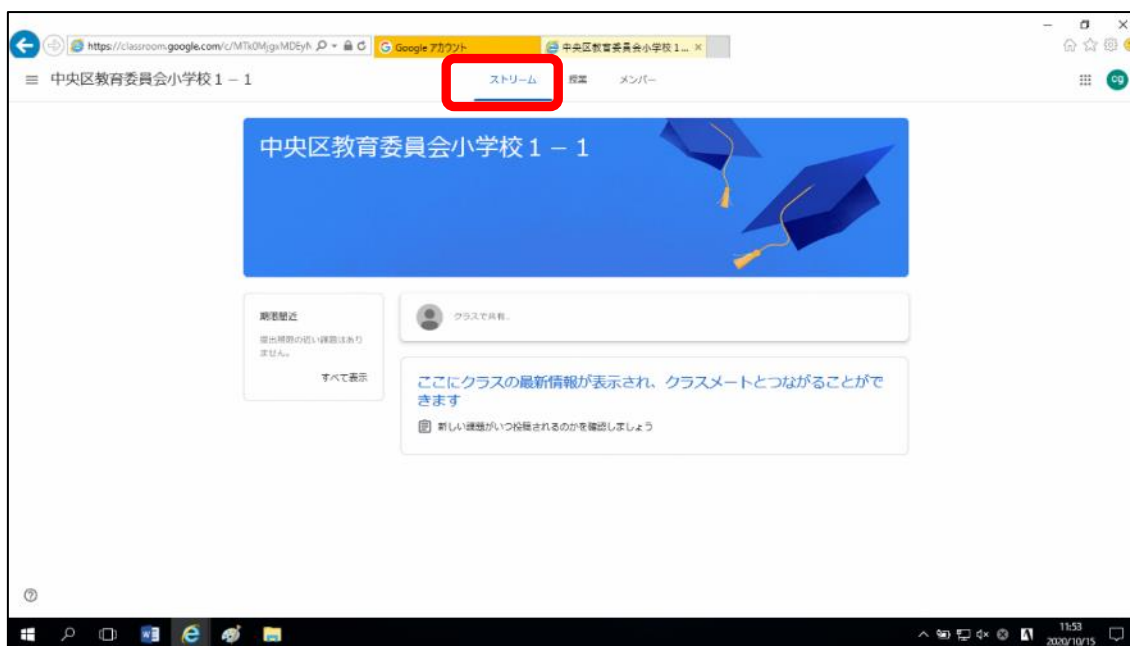 https://classroom.google.com/c/MTk0MjgxMDEyN
Google アカウント
中央区教育委員会小学校1...
中央区教育委員会小学校1－1
ストリーム
授業
メンバー
cg
中央区教育委員会小学校1－1
期限間近
提出期限の近い課題はあり
ません。
すべて表示
クラスで共有...
ここにクラスの最新情報が表示され、クラスメートとつながることがで
きます
新しい課題がいつ投稿されるのかを確認しましょう
11:53
2020/10/15